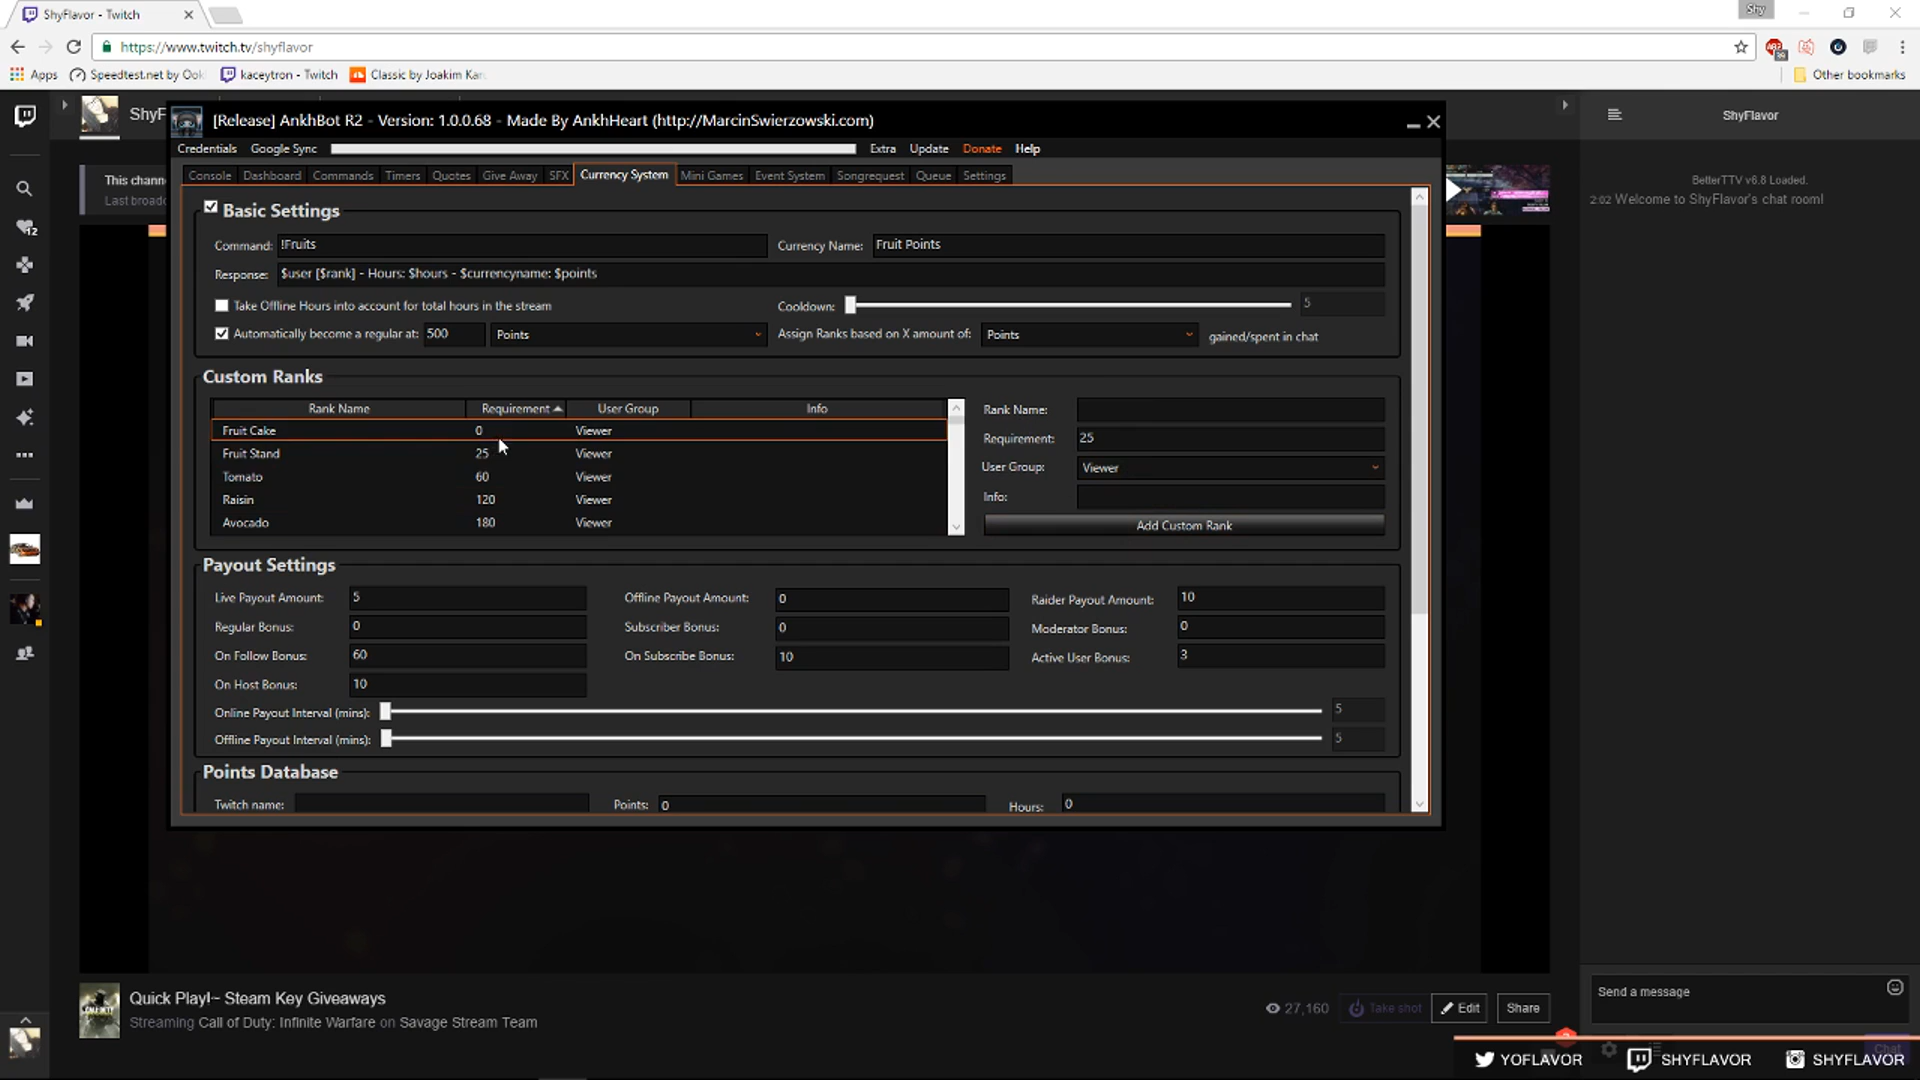 ShyFlavor - Twitch
Shy
https://www.twitch.tv/shyflavor
Apps
Speedtest.net by Ook
kaceytron - Twitch
Classic by Joakim Kar
Other bookmarks
ShyF
[Release] AnkhBot R2 - Version: 1.0.0.68 - Made By AnkhHeart (http://MarcinSwierzowski.com)
ShyFlavor
Credentials
Google Sync
Extra
Update
Donate
Help
Console
Dashboard
Commands
Timers
Quotes
Give Away
SFX
Currency System
Mini Games
Event System
Songrequest
Queue
Settings
This chann
Last broadc
BetterTTV v6.8 Loaded.
2:02 Welcome to ShyFlavor's chat room!
12
Basic Settings
Command: !Fruits
Currency Name: Fruit Points
Response: $user [$rank] - Hours: $hours - $currencyname: $points
Take Offline Hours into account for total hours in the stream
Cooldown: 5
Automatically become a regular at: 500 Points
Assign Ranks based on X amount of: Points gained/spent in chat
Custom Ranks
Rank Name Requirement User Group Info
Fruit Cake 0 Viewer
Fruit Stand 25 Viewer
Tomato 60 Viewer
Raisin 120 Viewer
Avocado 180 Viewer
Rank Name:
Requirement: 25
User Group: Viewer
Info:
Add Custom Rank
Payout Settings
Live Payout Amount: 5
Offline Payout Amount: 0
Raider Payout Amount: 10
Regular Bonus: 0
Subscriber Bonus: 0
Moderator Bonus: 0
On Follow Bonus: 60
On Subscribe Bonus: 10
Active User Bonus: 3
On Host Bonus: 10
Online Payout Interval (mins): 5
Offline Payout Interval (mins): 5
Points Database
Twitch name:
Points: 0
Hours: 0
Quick Play!~ Steam Key Giveaways
Streaming Call of Duty: Infinite Warfare on Savage Stream Team
27,160
Take shot
Edit
Share
Send a message
Chat
YOFLAVOR
SHYFLAVOR
SHYFLAVOR